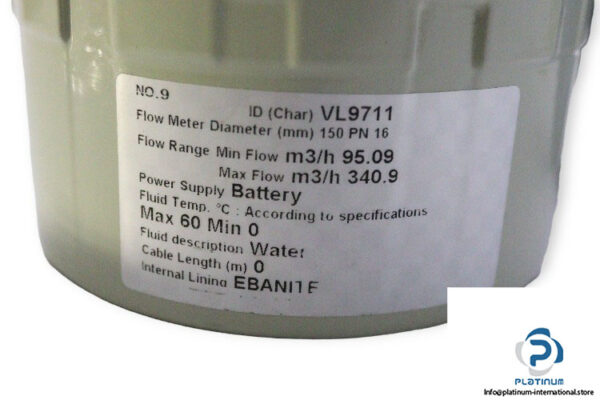 NO.9
ID (Char) VL9711
Flow Meter Diameter (mm) 150 PN 16
Flow Range Min Flow m3/h 95.09
Max Flow m3/h 340.9
Power Supply Battery
Fluid Temp. °C : According to specifications
Max 60 Min 0
Fluid description Water
Cable Length (m) 0
Internal Lining EBANITE
PLATINUM
Info@platinum-international.store